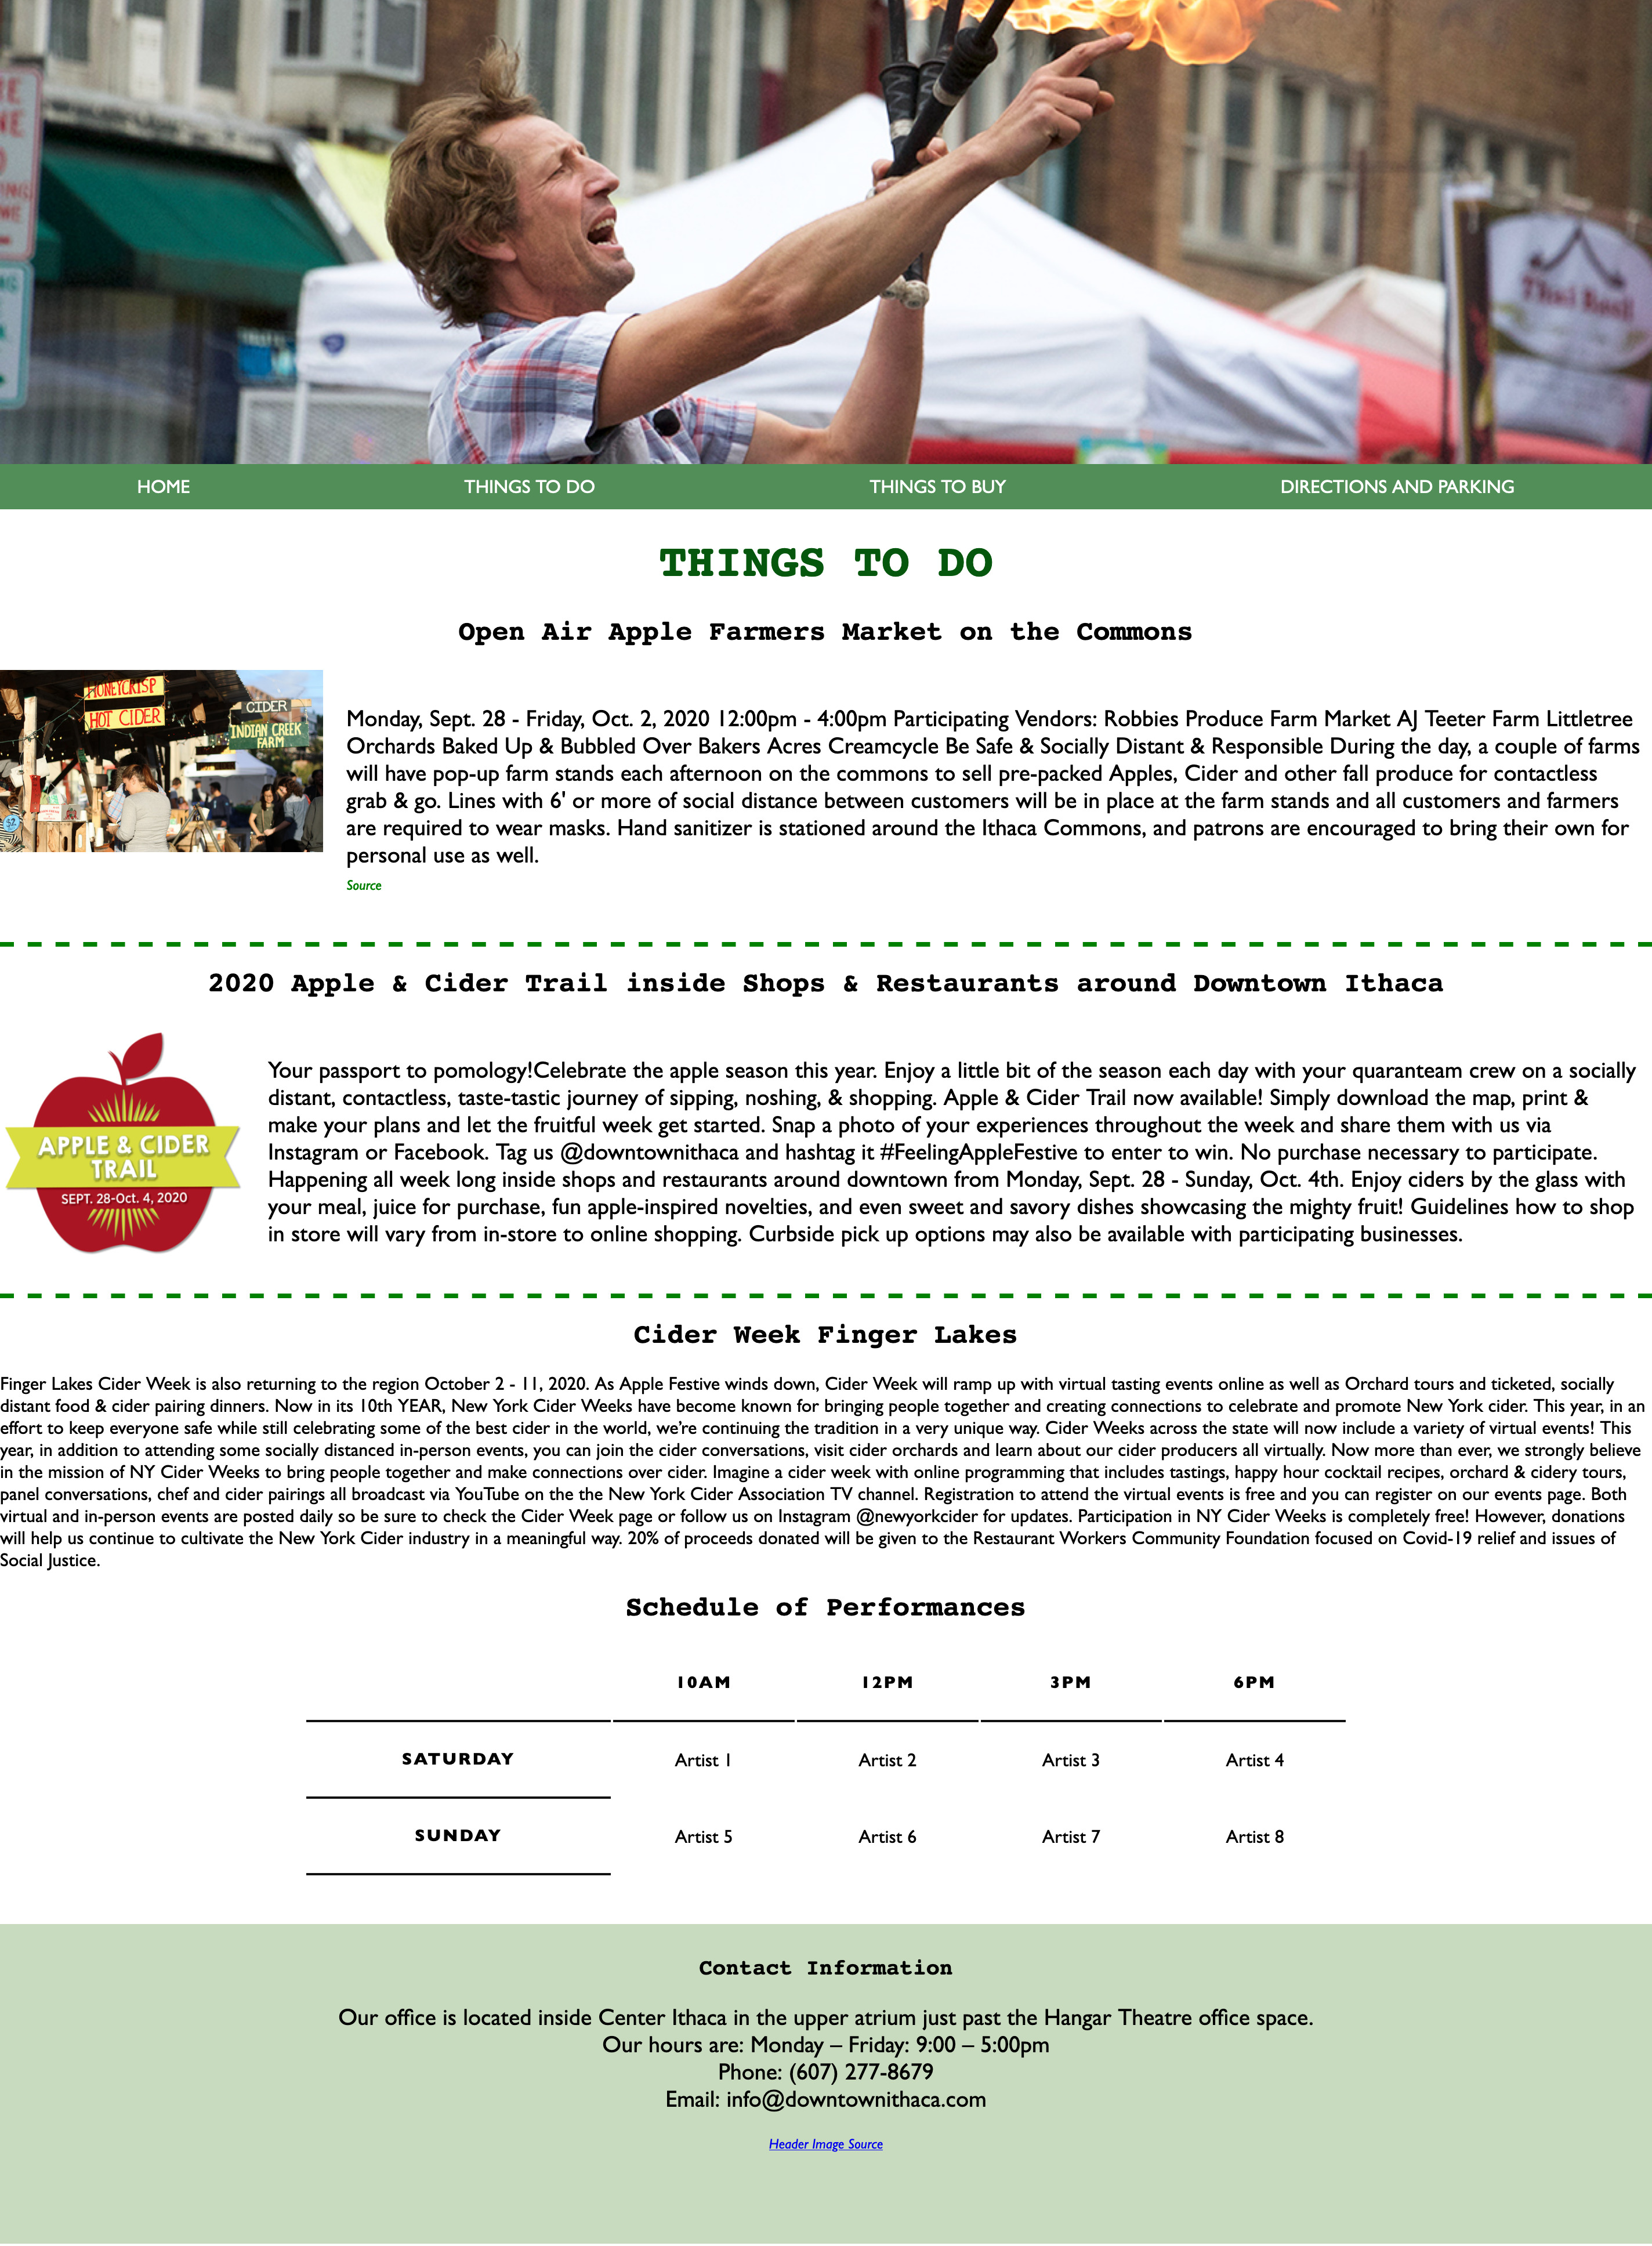 Thai Basil
HOME THINGS TO DO THINGS TO BUY DIRECTIONS AND PARKING
THINGS TO DO
Open Air Apple Farmers Market on the Commons
HONEYCRISP
HOT CIDER
CIDER
INDIAN CREEK
FARM
$2
Monday, Sept. 28 - Friday, Oct. 2, 2020 12:00pm - 4:00pm Participating Vendors: Robbies Produce Farm Market AJ Teeter Farm Littletree
Orchards Baked Up & Bubbled Over Bakers Acres Creamcycle Be Safe & Socially Distant & Responsible During the day, a couple of farms
will have pop-up farm stands each afternoon on the commons to sell pre-packed Apples, Cider and other fall produce for contactless
grab & go. Lines with 6' or more of social distance between customers will be in place at the farm stands and all customers and farmers
are required to wear masks. Hand sanitizer is stationed around the Ithaca Commons, and patrons are encouraged to bring their own for
personal use as well.
Source
2020 Apple & Cider Trail inside Shops & Restaurants around Downtown Ithaca
APPLE & CIDER
TRAIL
SEPT. 28-Oct. 4, 2020
Your passport to pomology!Celebrate the apple season this year. Enjoy a little bit of the season each day with your quaranteam crew on a socially
distant, contactless, taste-tastic journey of sipping, noshing, & shopping. Apple & Cider Trail now available! Simply download the map, print &
make your plans and let the fruitful week get started. Snap a photo of your experiences throughout the week and share them with us via
Instagram or Facebook. Tag us @downtownithaca and hashtag it #FeelingAppleFestive to enter to win. No purchase necessary to participate.
Happening all week long inside shops and restaurants around downtown from Monday, Sept. 28 - Sunday, Oct. 4th. Enjoy ciders by the glass with
your meal, juice for purchase, fun apple-inspired novelties, and even sweet and savory dishes showcasing the mighty fruit! Guidelines how to shop
in store will vary from in-store to online shopping. Curbside pick up options may also be available with participating businesses.
Cider Week Finger Lakes
Finger Lakes Cider Week is also returning to the region October 2 - 11, 2020. As Apple Festive winds down, Cider Week will ramp up with virtual tasting events online as well as Orchard tours and ticketed, socially
distant food & cider pairing dinners. Now in its 10th YEAR, New York Cider Weeks have become known for bringing people together and creating connections to celebrate and promote New York cider. This year, in an
effort to keep everyone safe while still celebrating some of the best cider in the world, we’re continuing the tradition in a very unique way. Cider Weeks across the state will now include a variety of virtual events! This
year, in addition to attending some socially distanced in-person events, you can join the cider conversations, visit cider orchards and learn about our cider producers all virtually. Now more than ever, we strongly believe
in the mission of NY Cider Weeks to bring people together and make connections over cider. Imagine a cider week with online programming that includes tastings, happy hour cocktail recipes, orchard & cidery tours,
panel conversations, chef and cider pairings all broadcast via YouTube on the the New York Cider Association TV channel. Registration to attend the virtual events is free and you can register on our events page. Both
virtual and in-person events are posted daily so be sure to check the Cider Week page or follow us on Instagram @newyorkcider for updates. Participation in NY Cider Weeks is completely free! However, donations
will help us continue to cultivate the New York Cider industry in a meaningful way. 20% of proceeds donated will be given to the Restaurant Workers Community Foundation focused on Covid-19 relief and issues of
Social Justice.
Schedule of Performances
10AM 12PM 3PM 6PM
SATURDAY Artist 1 Artist 2 Artist 3 Artist 4
SUNDAY Artist 5 Artist 6 Artist 7 Artist 8
Contact Information
Our office is located inside Center Ithaca in the upper atrium just past the Hangar Theatre office space.
Our hours are: Monday – Friday: 9:00 – 5:00pm
Phone: (607) 277-8679
Email: info@downtownithaca.com
Header Image Source